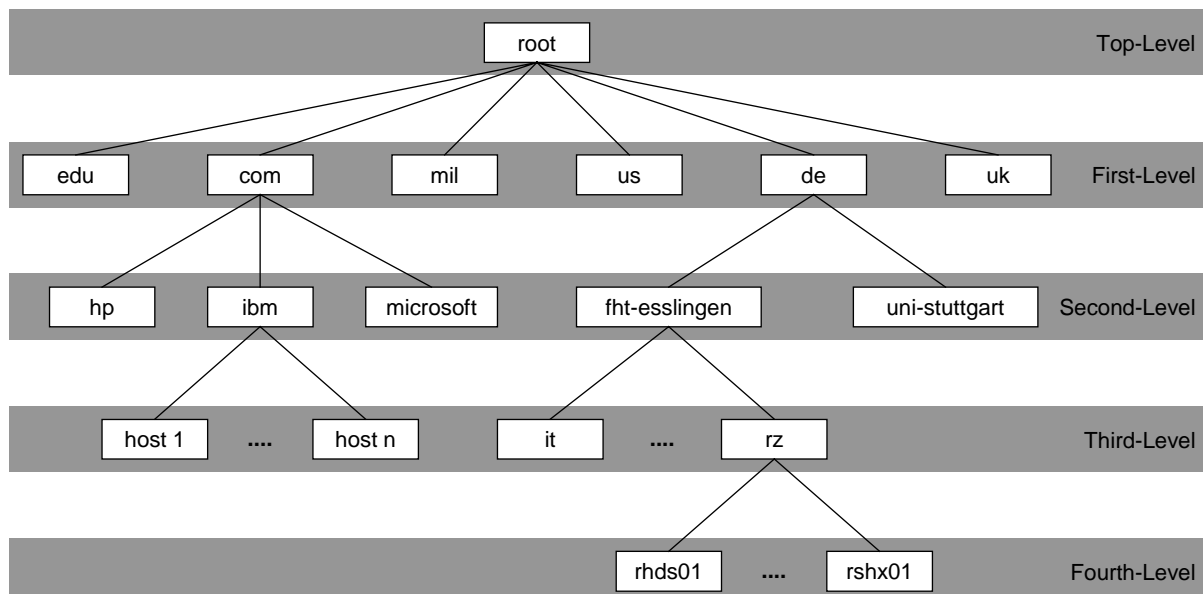 root
Top-Level
edu
com
mil
us
de
uk
First-Level
hp
ibm
microsoft
fht-esslingen
uni-stuttgart
Second-Level
host 1
....
host n
it
....
rz
Third-Level
rhds01
....
rshx01
Fourth-Level